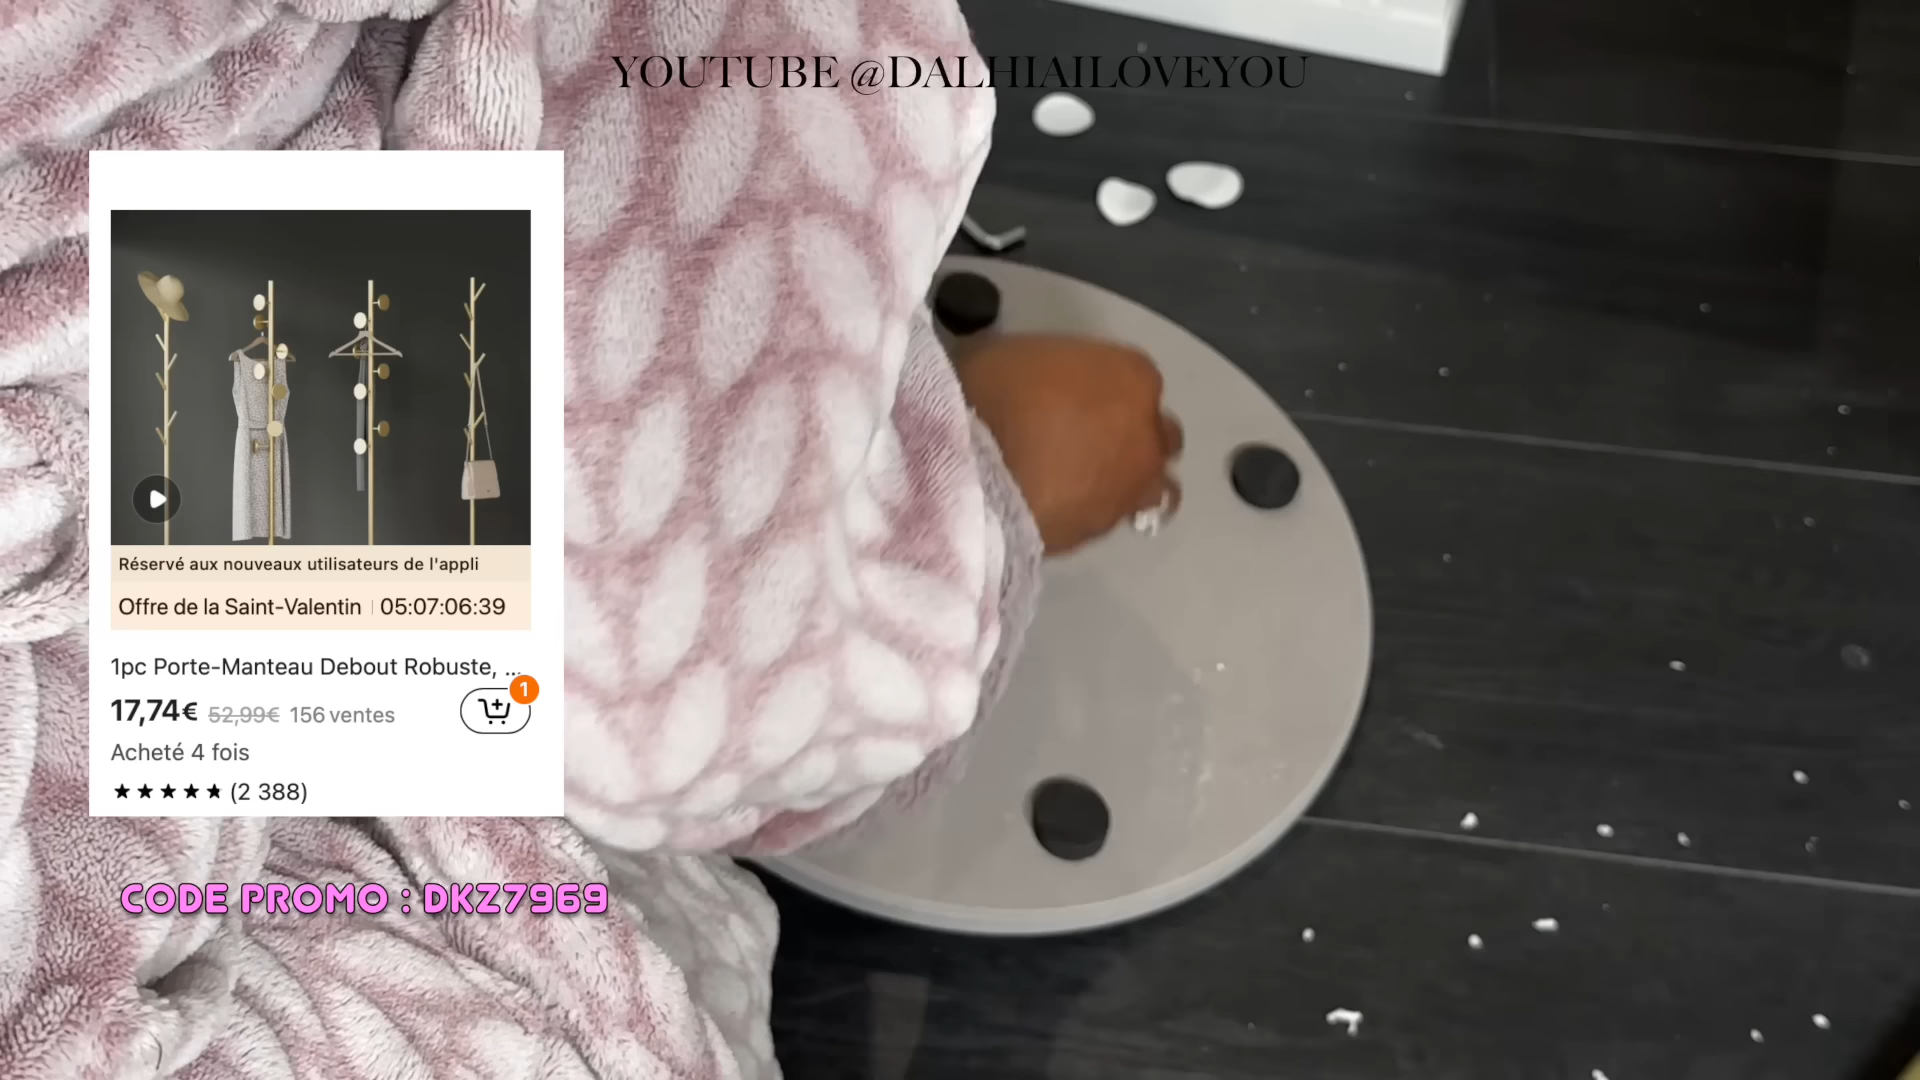 YOUTUBE @DALHIAILOVEYOU
Réservé aux nouveaux utilisateurs de l'appli
Offre de la Saint-Valentin | 05:07:06:39
1pc Porte-Manteau Debout Robuste, ...
1
17,74€ 52,99€ 156 ventes
Acheté 4 fois
(2 388)
CODE PROMO : DKZ7969